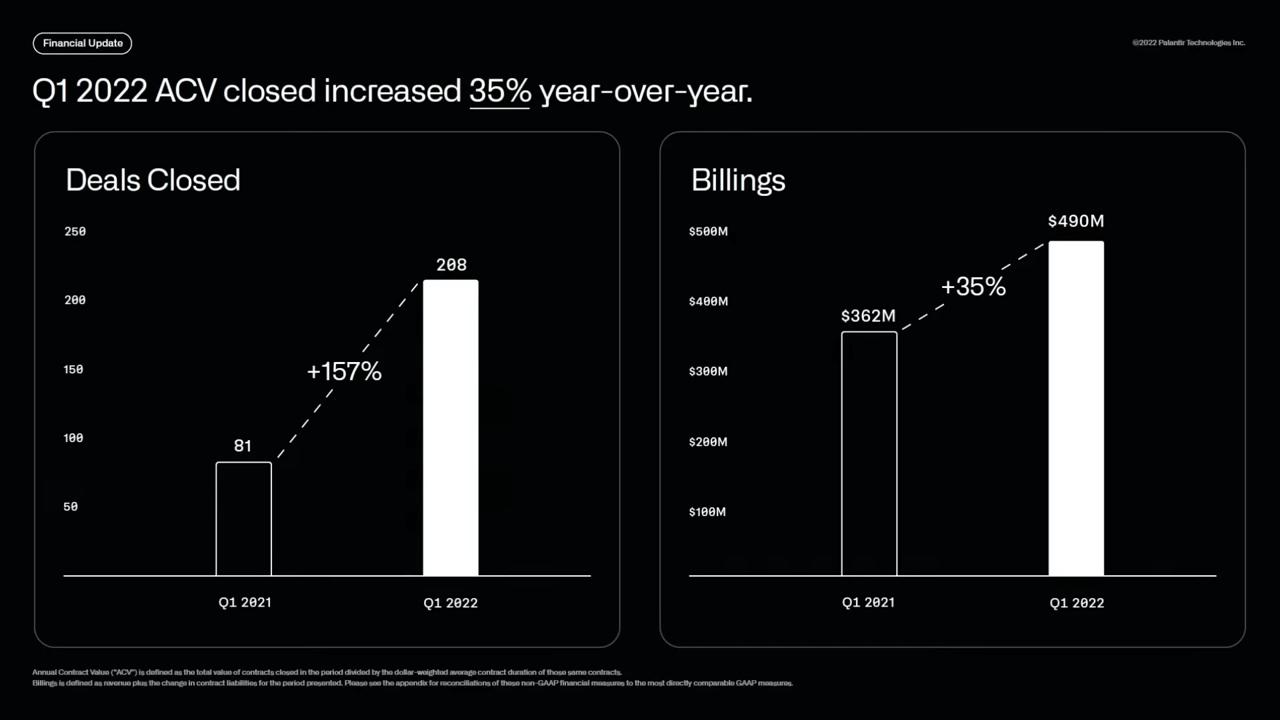 Financial Update
©2022 Palantir Technologies Inc.
Q1 2022 ACV closed increased 35% year-over-year.
Deals Closed
250
200
150
100
50
81
+157%
208
Q1 2021
Q1 2022
Billings
$500M
$400M
$300M
$200M
$100M
$362M
+35%
$490M
Q1 2021
Q1 2022
Annual Contract Value ("ACV") is defined as the total value of contracts closed in the period divided by the dollar-weighted average contract duration of those same contracts.
Billings is defined as revenue plus the change in contract liabilities for the period presented. Please see the appendix for reconciliations of these non-GAAP financial measures to the most directly comparable GAAP measures.